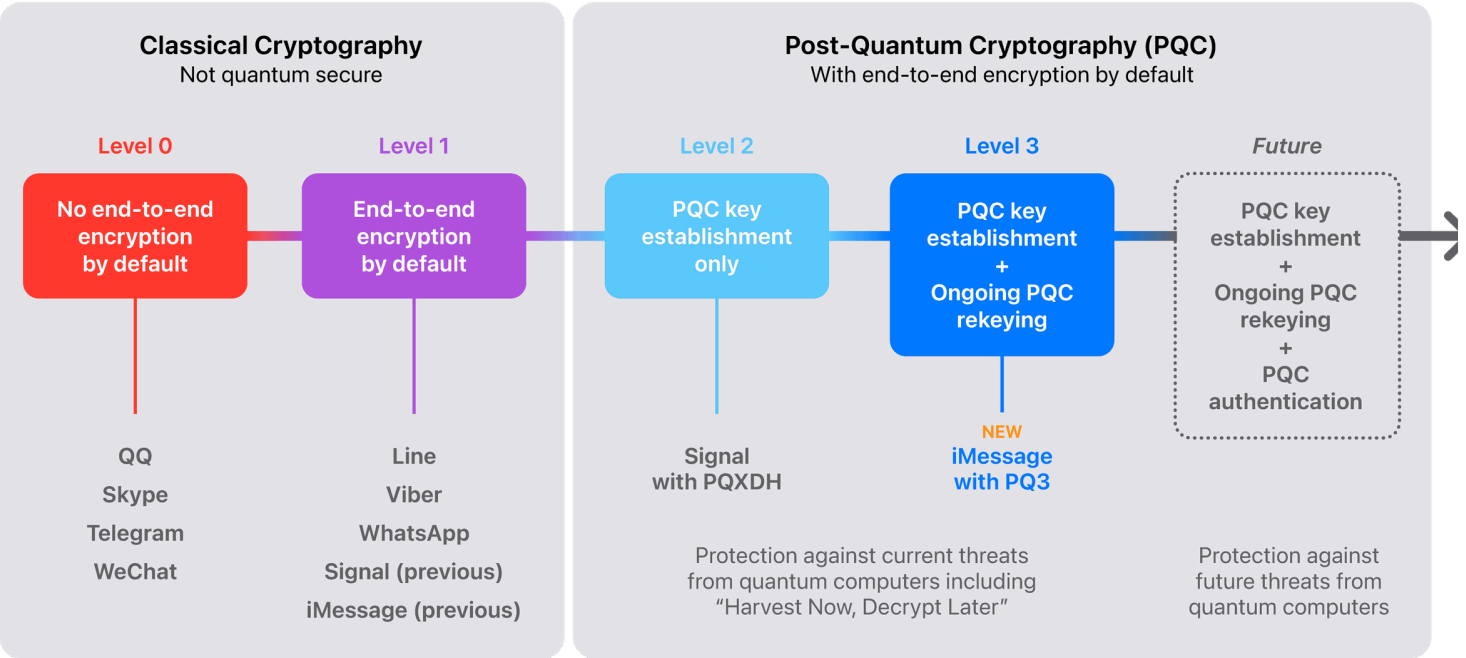 Classical Cryptography
Not quantum secure
Level 0
No end-to-end
encryption
by default
QQ
Skype
Telegram
WeChat
Level 1
End-to-end
encryption
by default
Line
Viber
WhatsApp
Signal (previous)
iMessage (previous)
Post-Quantum Cryptography (PQC)
With end-to-end encryption by default
Level 2
PQC key
establishment
only
Signal
with PQXDH
Level 3
PQC key
establishment
+
Ongoing PQC
rekeying
NEW
iMessage
with PQ3
Protection against current threats
from quantum computers including
“Harvest Now, Decrypt Later”
Future
PQC key
establishment
+
Ongoing PQC
rekeying
+
PQC
authentication
Protection against
future threats from
quantum computers